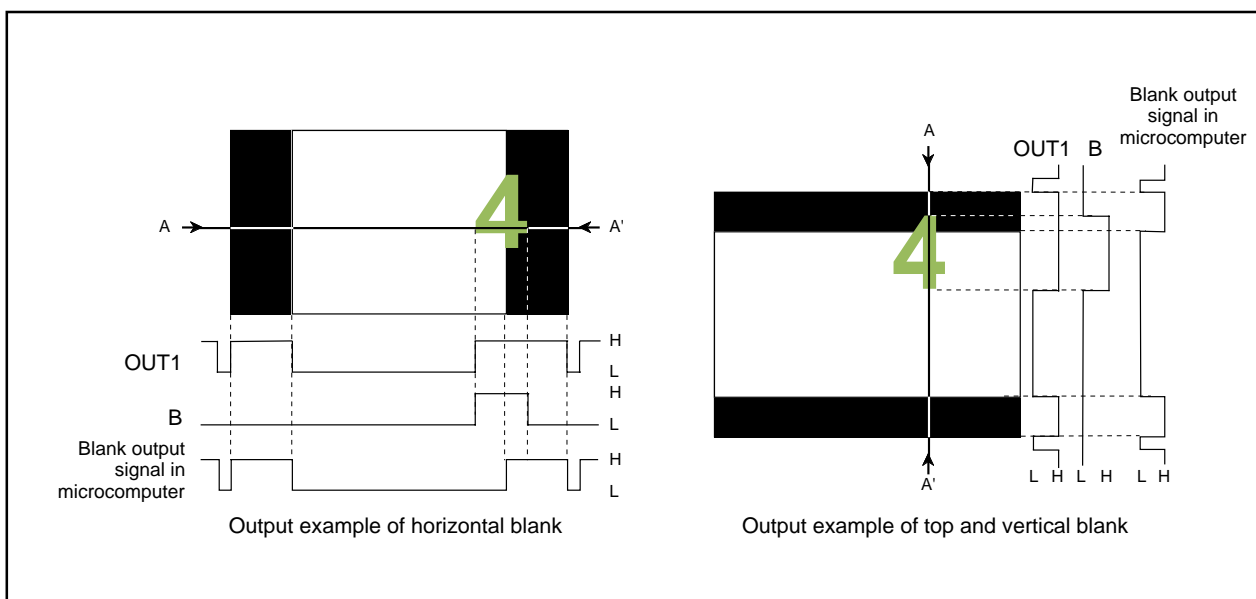 4
A
A'
OUT1
H
L
B
H
L
Blank output
signal in
microcomputer
H
L
Output example of horizontal blank
Blank output
signal in
microcomputer
A
OUT1
B
4
A'
L H L H L H
Output example of top and vertical blank